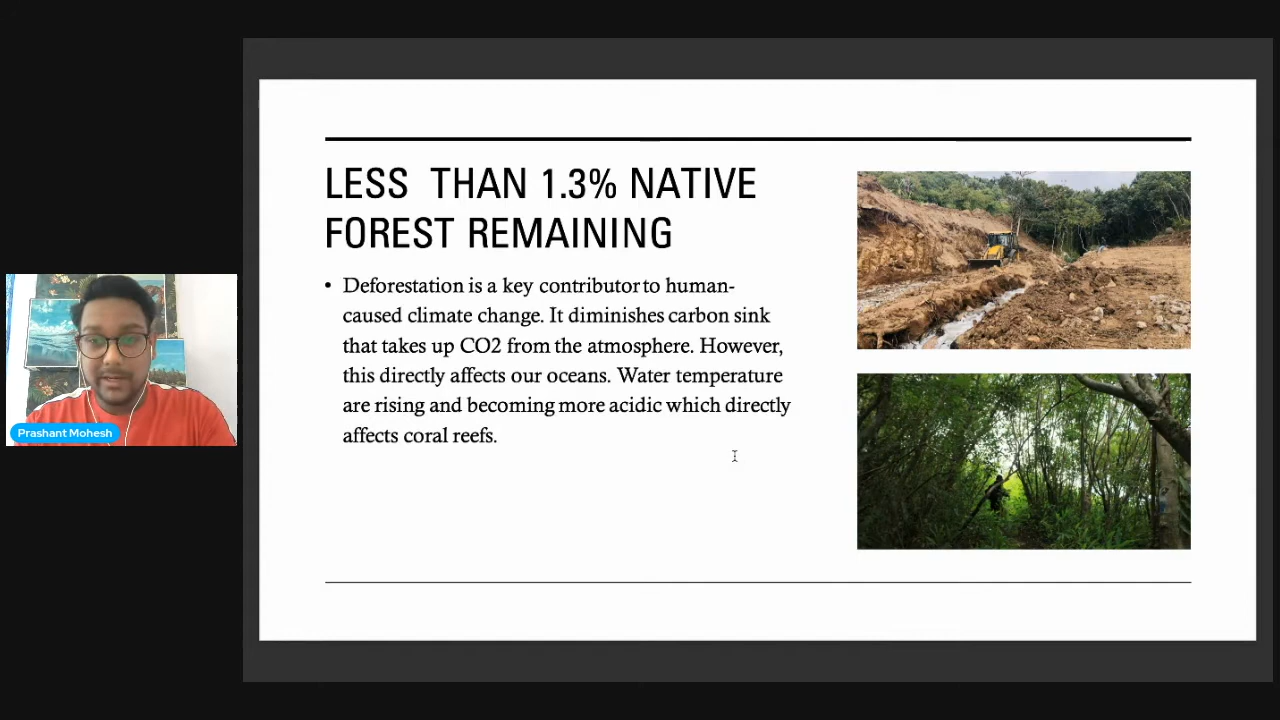 LESS THAN 1.3% NATIVE
FOREST REMAINING
• Deforestation is a key contributor to human-
caused climate change. It diminishes carbon sink
that takes up CO2 from the atmosphere. However,
this directly affects our oceans. Water temperature
are rising and becoming more acidic which directly
affects coral reefs.
Prashant Mohesh